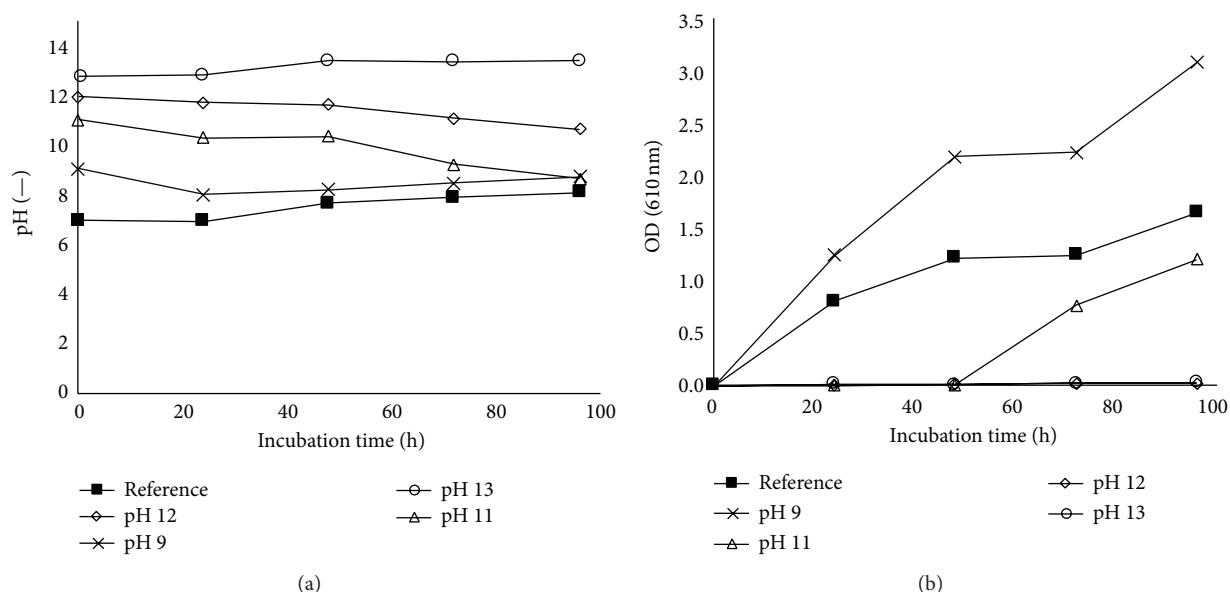 14
12
10
8
6
4
2
0
pH (—)
0 20 40 60 80 100
Incubation time (h)
Reference
pH 12
pH 9
pH 13
pH 11
(a)
3.5
3.0
2.5
2.0
1.5
1.0
0.5
0.0
OD (610 nm)
0 20 40 60 80 100
Incubation time (h)
Reference
pH 9
pH 11
pH 12
pH 13
(b)